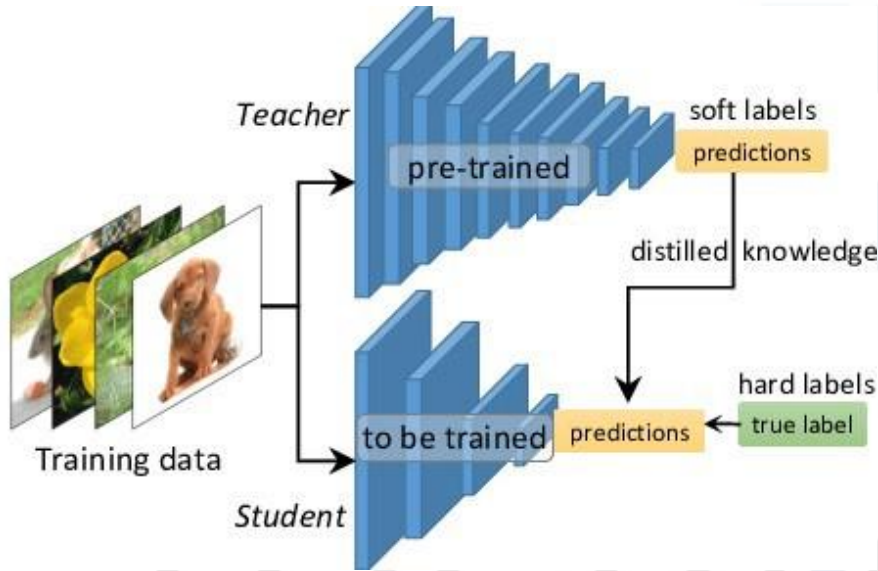 Teacher
pre-trained
soft labels
predictions
distilled knowledge
Training data
Student
to be trained
predictions
hard labels
true label